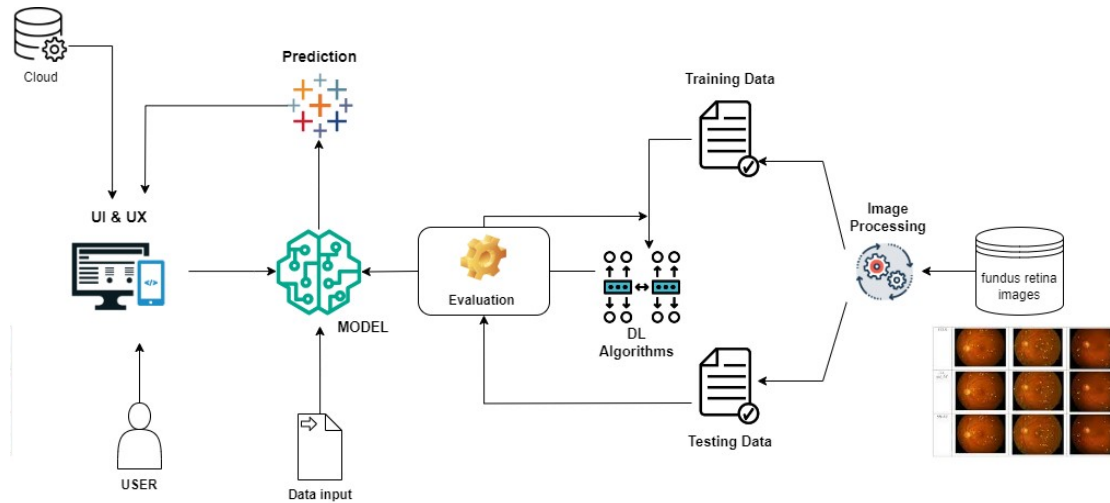 Cloud
Prediction
Training Data
UI & UX
Image
Processing
Evaluation
MODEL
DL
Algorithms
fundus retina
images
Testing Data
USER
Data input